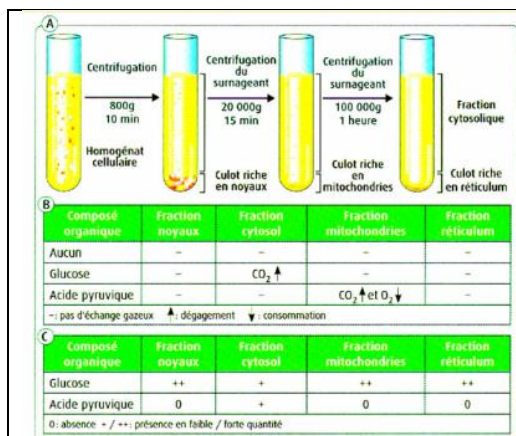 A
Centrifugation
800g
10 min
Homogénat
cellulaire
Centrifugation
du
surnageant
20 000g
15 min
Culot riche
en noyaux
Centrifugation
du
surnageant
100 000g
1 heure
Culot riche
en
mitochondries
Fraction
cytosolique
Culot riche
en réticulum
B
Composé organique | Fraction noyaux | Fraction cytosol | Fraction mitochondries | Fraction réticulum
Aucun – – – –
Glucose – CO₂ ↑ – –
Acide pyruvique – – CO₂ ↑ et O₂ ↓ –
–: pas d'échange gazeux ↑: dégagement ↓: consommation
C
Composé organique | Fraction noyaux | Fraction cytosol | Fraction mitochondries | Fraction réticulum
Glucose ++ + ++ ++
Acide pyruvique 0 + 0 0
0: absence + / ++: présence en faible / forte quantité